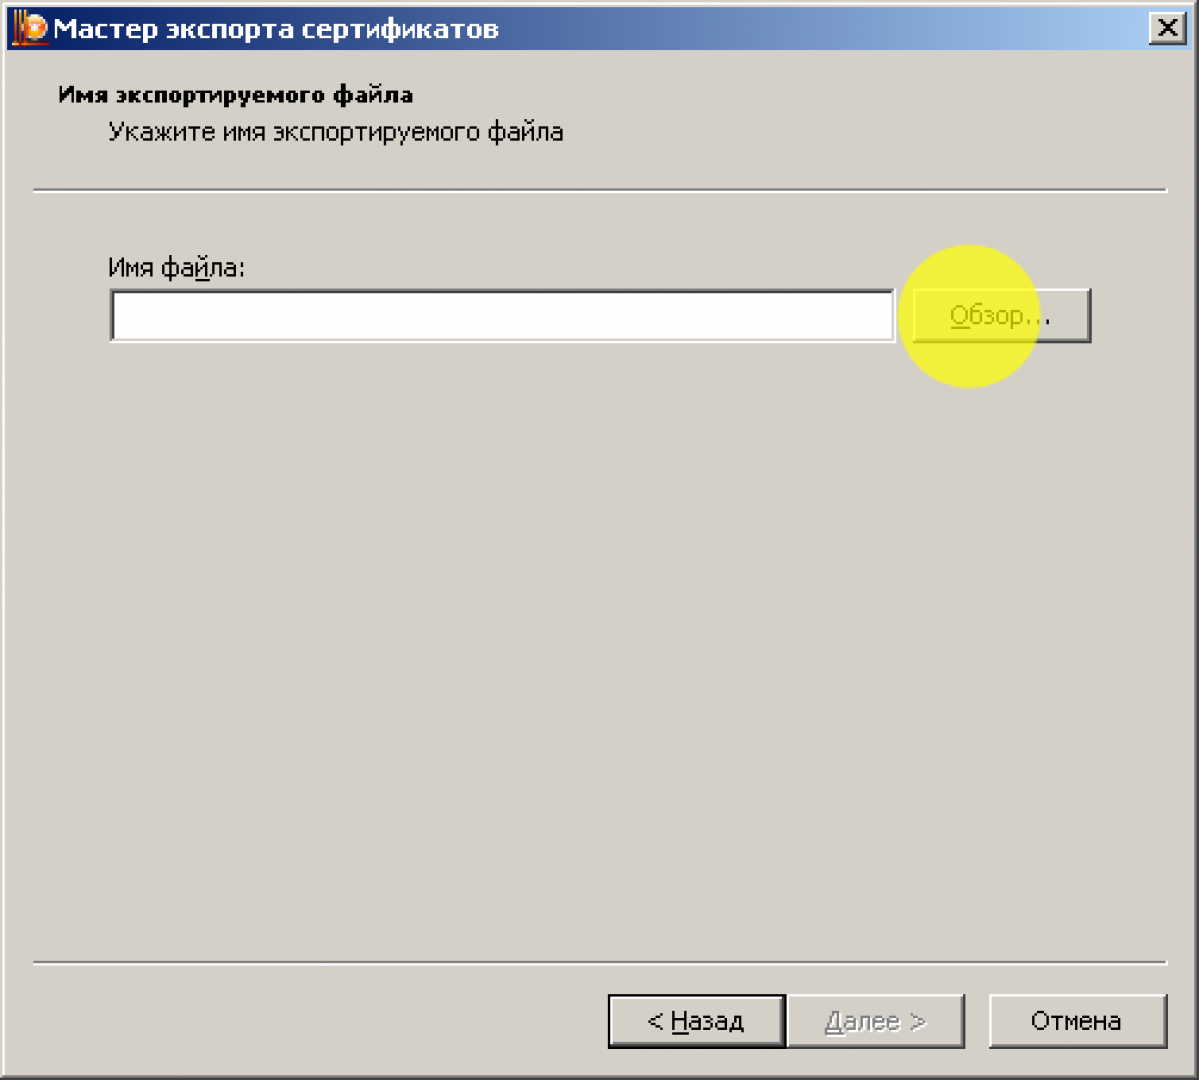 Мастер экспорта сертификатов
Имя экспортируемого файла
Укажите имя экспортируемого файла
Имя файла:
Обзор...
< Назад
Далее >
Отмена